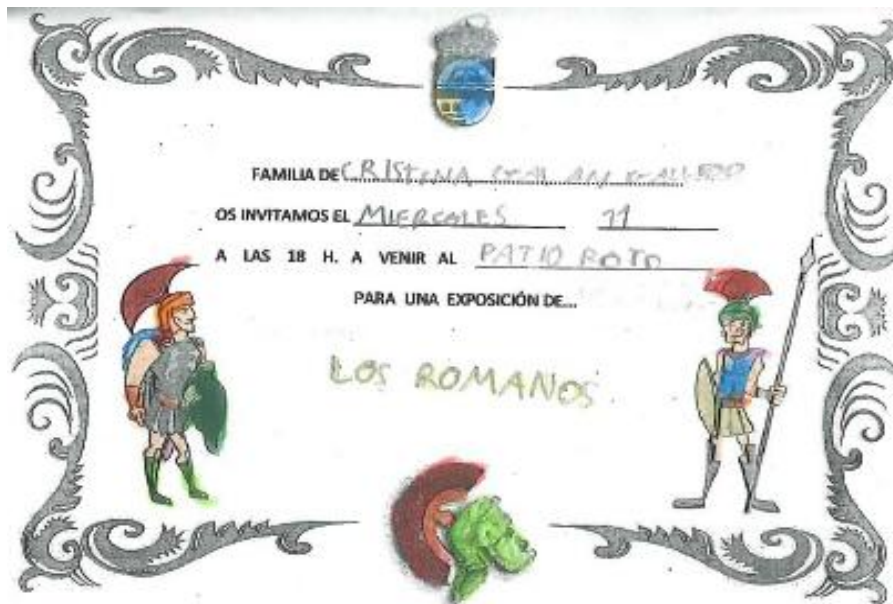 FAMILIA DE CRISTINA
OS INVITAMOS EL MIERCOLES 11
A LAS 18 H. A VENIR AL PATIO ROTO
PARA UNA EXPOSICIÓN DE...
LOS ROMANOS.